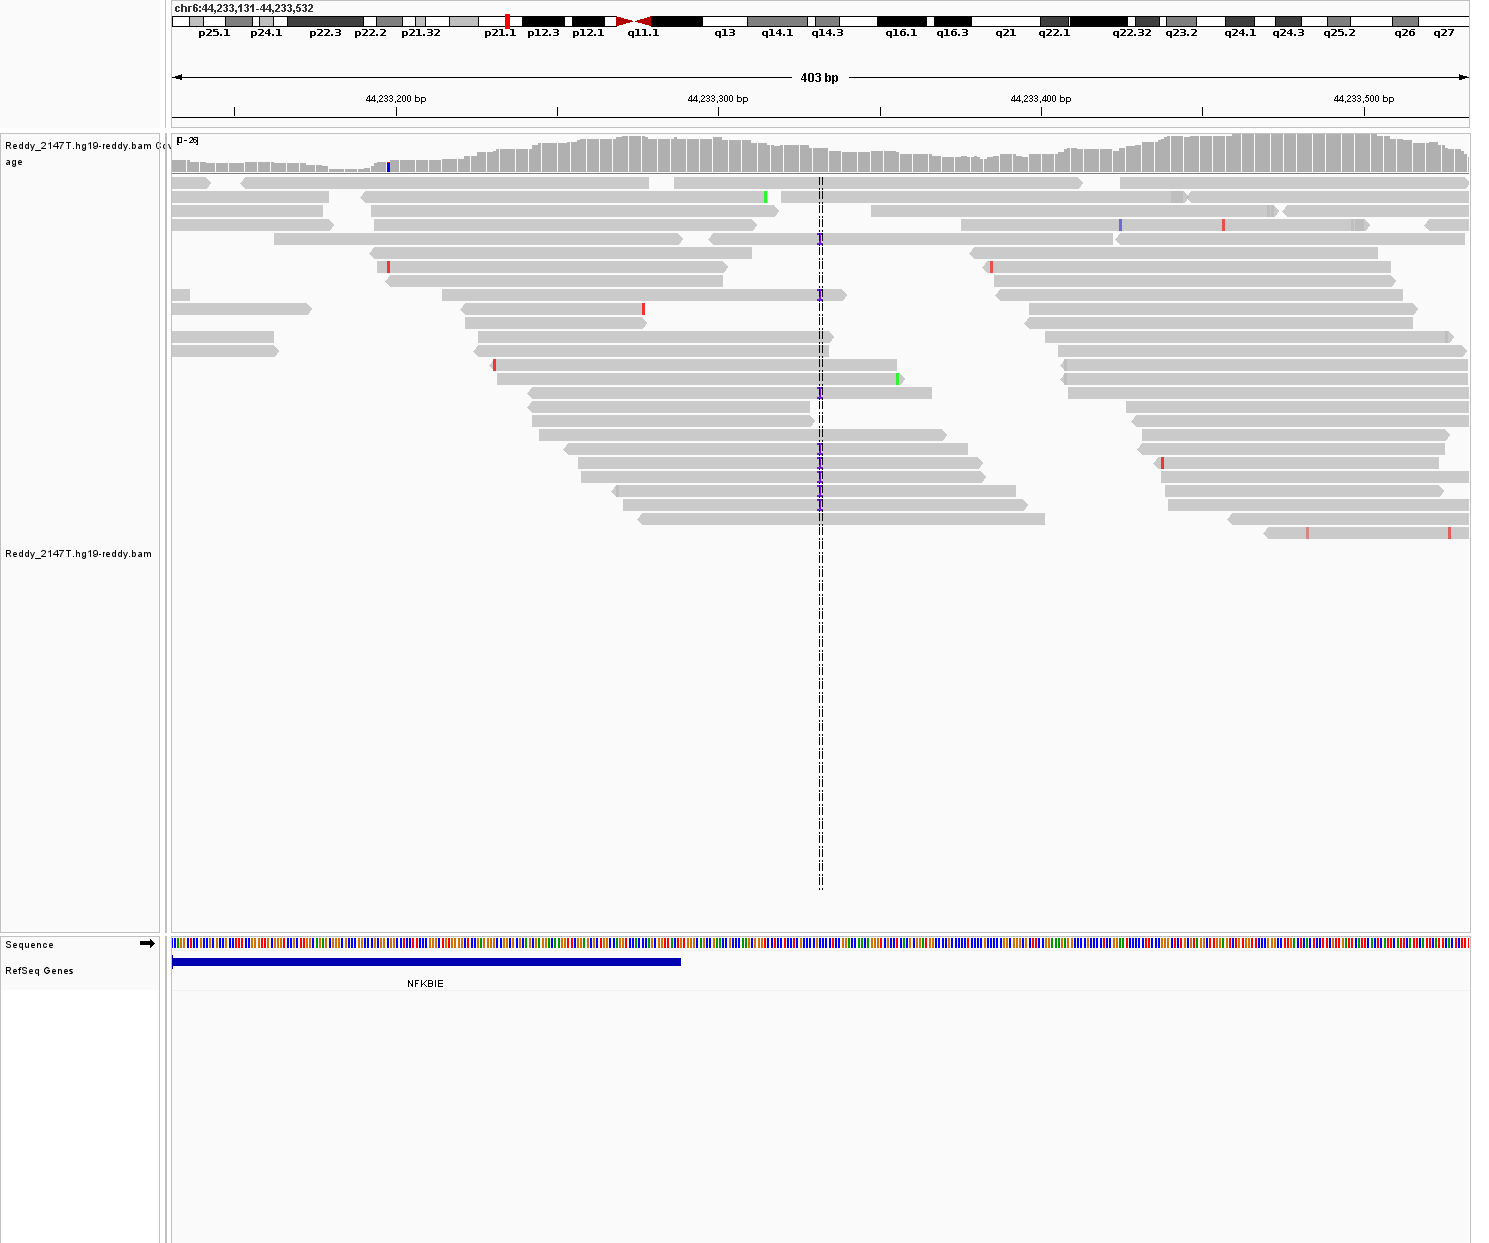 chr6:44,233,131-44,233,532
p25.1 p24.1 p22.3 p22.2 p21.32 p21.1 p12.3 p12.1 q11.1 q13 q14.1 q14.3 q16.1 q16.3 q21 q22.1 q22.32 q23.2 q24.1 q24.3 q25.2 q26 q27
403 bp
44,233,200 bp 44,233,300 bp 44,233,400 bp 44,233,500 bp
[0-26]
Reddy_2147T.hg19-reddy.bam Cov
age
Reddy_2147T.hg19-reddy.bam
Sequence
RefSeq Genes
NFKBIE